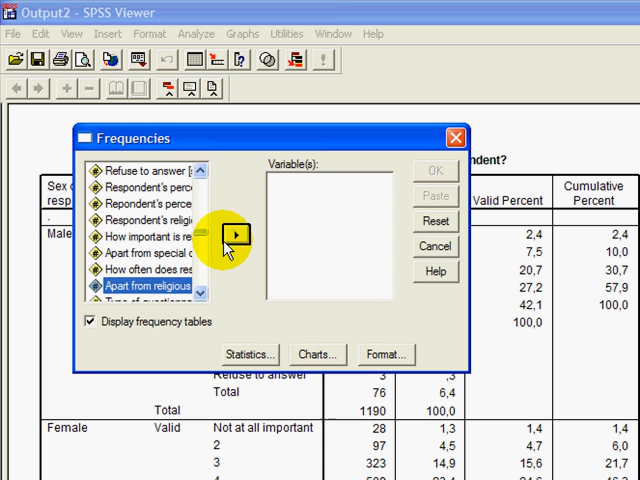 Output2 - SPSS Viewer
File Edit View Insert Format Analyze Graphs Utilities Window Help
Frequencies
Refuse to answer [
Respondent's perce
Repondent's perce
Respondent's religi
How important is re
Apart from special o
How often does res
Apart from religious
Variable(s):
OK
Paste
Reset
Cancel
Help
Display frequency tables
Statistics... Charts... Format...
ndent?
Valid Percent Cumulative Percent
Male
2,4 2,4
7,5 10,0
20,7 30,7
27,2 57,9
42,1 100,0
100,0
Refuse to answer 3 ,3
Total 76 6,4
Total 1190 100,0
Female Valid Not at all important 28 1,3 1,4 1,4
2 97 4,5 4,7 6,0
3 323 14,9 15,6 21,7